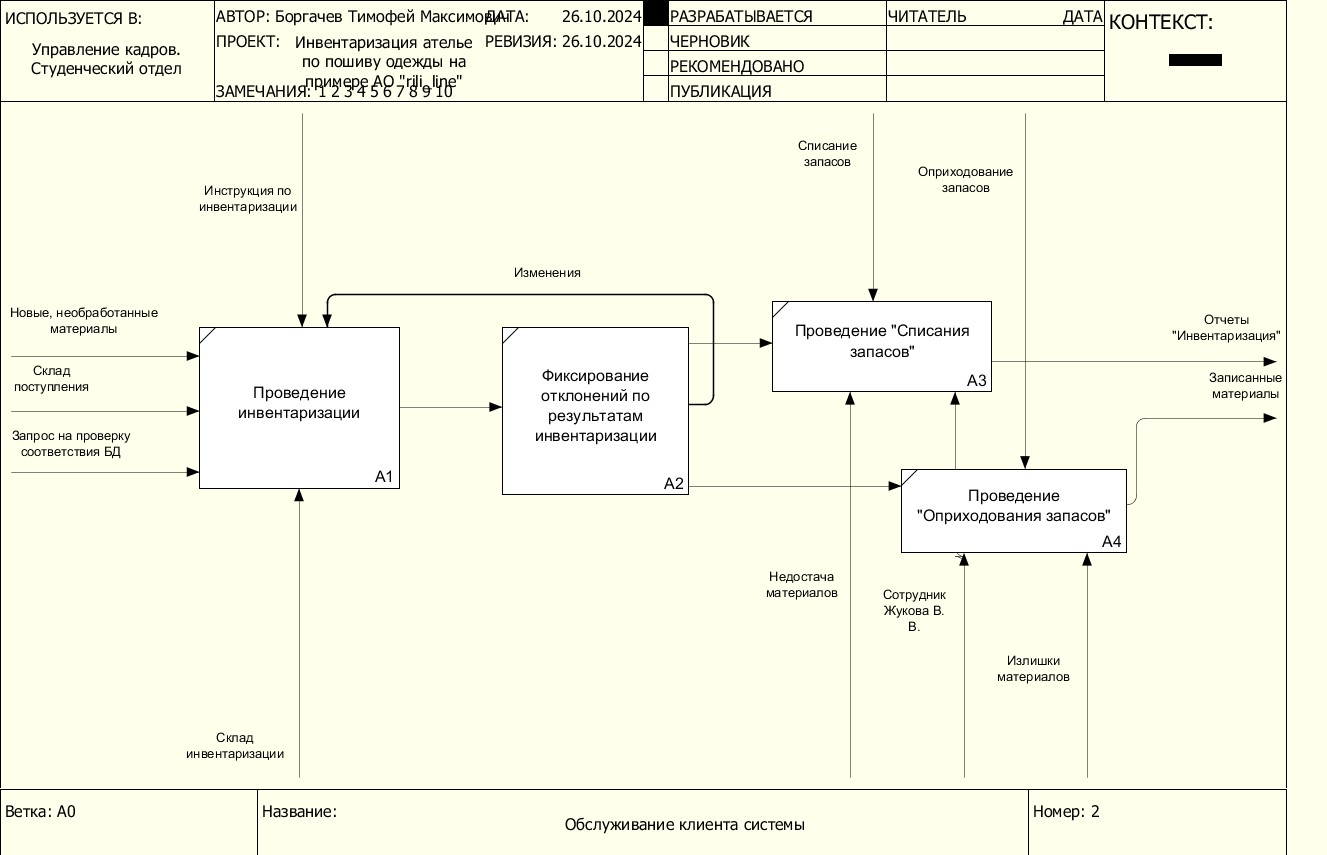 ИСПОЛЬЗУЕТСЯ В:
Управление кадров.
Студенческий отдел
АВТОР: Боргачев Тимофей Максимович
ДАТА: 26.10.2024
ПРОЕКТ: Инвентаризация ателье
по пошиву одежды на
примере АО "rili_line"
РЕВИЗИЯ: 26.10.2024
ЗАМЕЧАНИЯ: 1 2 3 4 5 6 7 8 9 10
РАЗРАБАТЫВАЕТСЯ
ЧЕРНОВИК
РЕКОМЕНДОВАНО
ПУБЛИКАЦИЯ
ЧИТАТЕЛЬ ДАТА
КОНТЕКСТ:
Списание
запасов
Оприходование
запасов
Инструкция по
инвентаризации
Изменения
Новые, необработанные
материалы
Склад
поступления
Запрос на проверку
соответствия БД
Проведение
инвентаризации
A1
Фиксирование
отклонений по
результатам
инвентаризации
A2
Проведение "Списания
запасов"
A3
Отчеты
"Инвентаризация"
Записанные
материалы
Проведение
"Оприходования запасов"
A4
Недостача
материалов
Сотрудник
Жукова В.
В.
Излишки
материалов
Склад
инвентаризации
Ветка: A0
Название:
Обслуживание клиента системы
Номер: 2